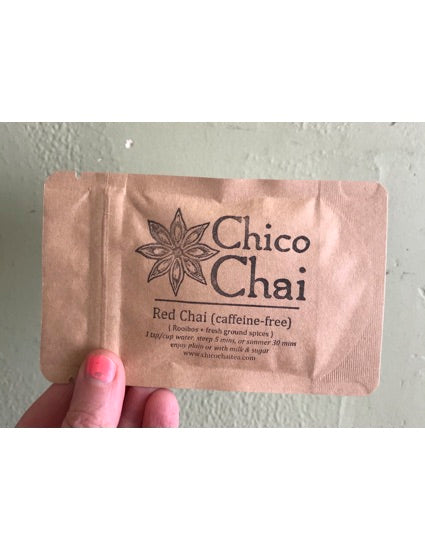 Chico
Chai
Red Chai (caffeine-free)
{ Rooibos + fresh ground spices }
1 tsp/cup water, steep 5 mins, or simmer 30 mins
enjoy plain or with milk & sugar
www.chicochaitea.com